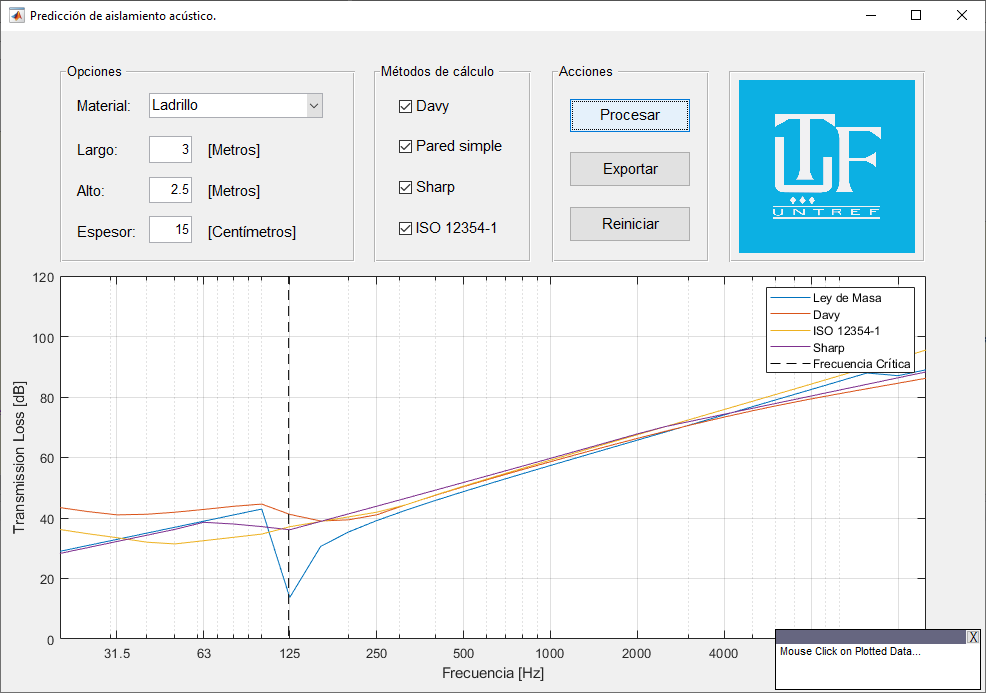 Predicción de aislamiento acústico.
Opciones
Material: Ladrillo
Largo: 3 [Metros]
Alto: 2.5 [Metros]
Espesor: 15 [Centímetros]
Métodos de cálculo
Davy
Pared simple
Sharp
ISO 12354-1
Acciones
Procesar
Exportar
Reiniciar
UNTREF
120
100
80
60
40
20
0
Transmission Loss [dB]
Ley de Masa
Davy
ISO 12354-1
Sharp
Frecuencia Crítica
31.5 63 125 250 500 1000 2000 4000
Frecuencia [Hz]
X
Mouse Click on Plotted Data...